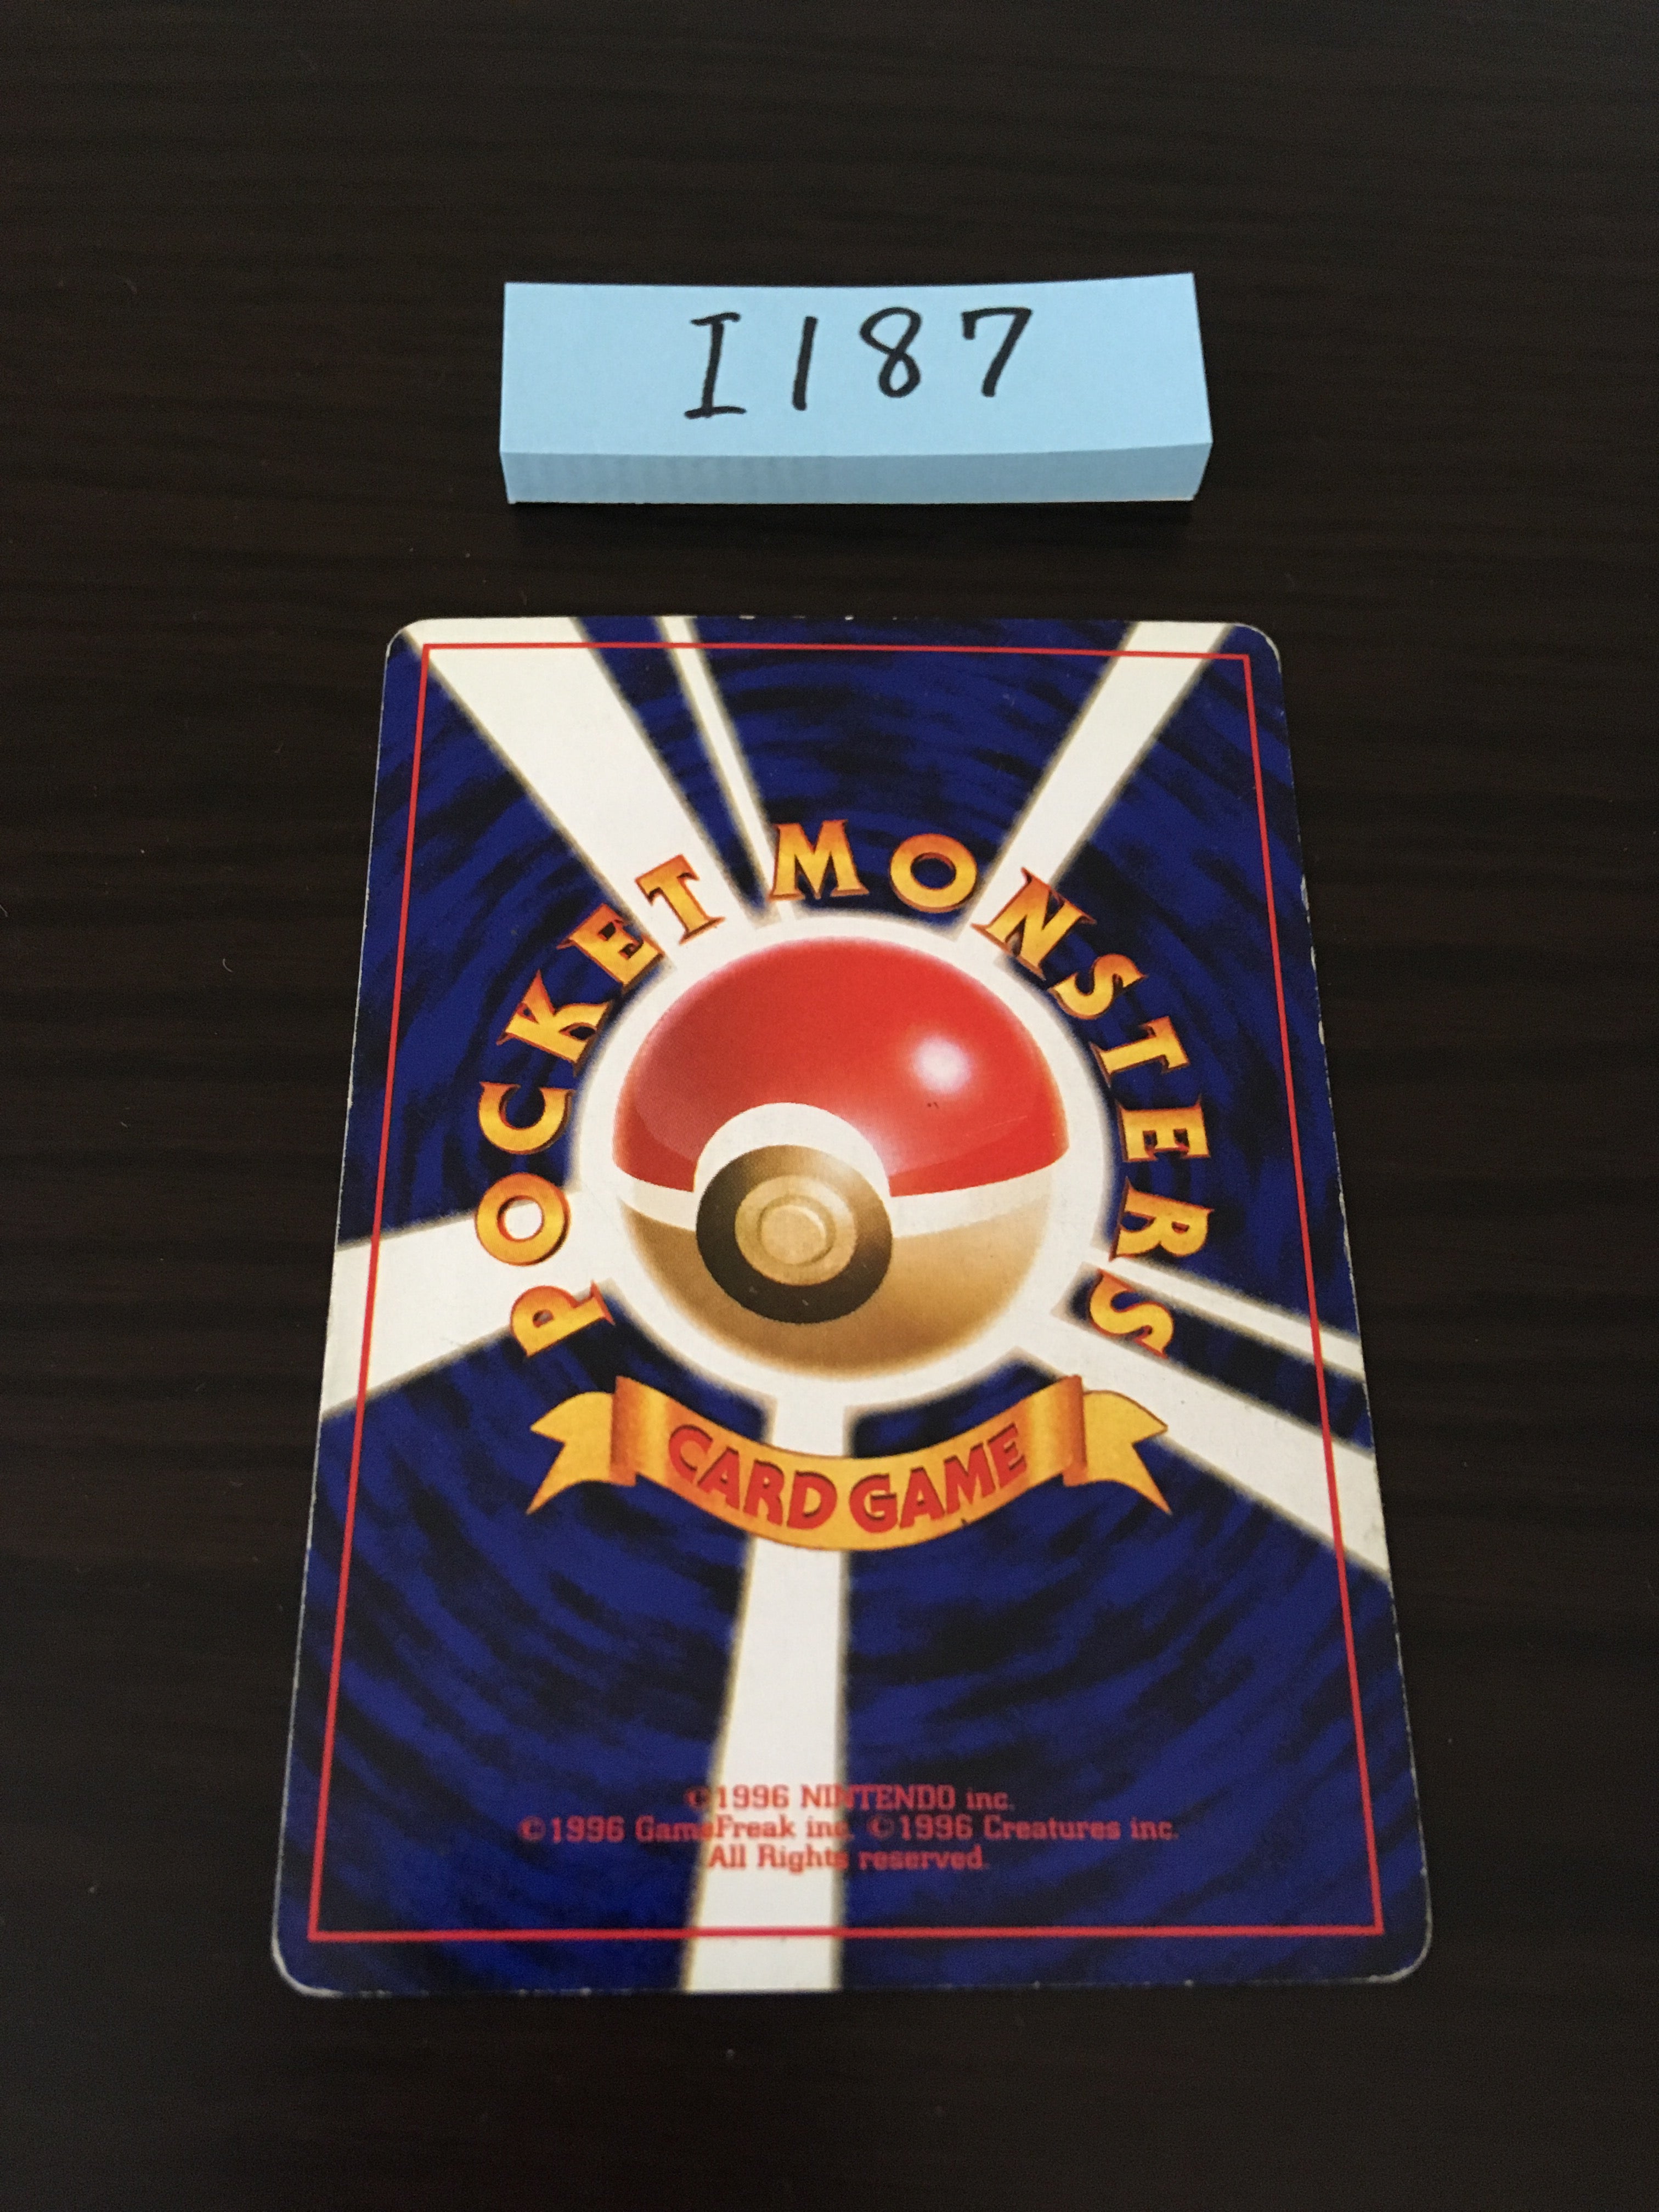 I187
POCKET MONSTERS
CARD GAME
©1996 NINTENDO inc.
©1996 GameFreak inc. ©1996 Creatures inc.
All Rights reserved.